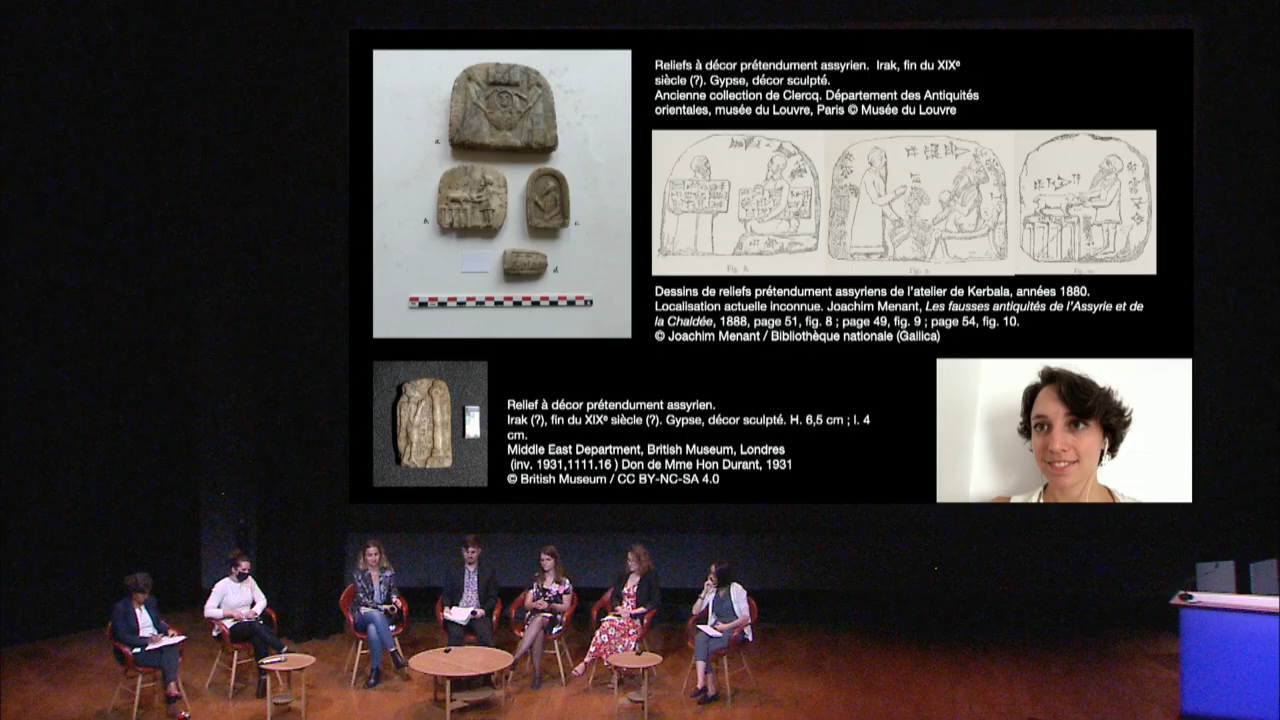 Reliefs à décor prétendument assyrien. Irak, fin du XIXᵉ
siècle (?). Gypse, décor sculpté.
Ancienne collection de Clercq. Département des Antiquités
orientales, musée du Louvre, Paris © Musée du Louvre
a.
b.
c.
d.
Fig. 8.
Dessins de reliefs prétendument assyriens de l'atelier de Kerbala, années 1880.
Localisation actuelle inconnue. Joachim Menant, Les fausses antiquités de l'Assyrie et de
la Chaldée, 1888, page 51, fig. 8 ; page 49, fig. 9 ; page 54, fig. 10.
© Joachim Menant / Bibliothèque nationale (Gallica)
Relief à décor prétendument assyrien.
Irak (?), fin du XIXᵉ siècle (?). Gypse, décor sculpté. H. 6,5 cm ; l. 4
cm.
Middle East Department, British Museum, Londres
(inv. 1931,1111.16 ) Don de Mme Hon Durant, 1931
© British Museum / CC BY-NC-SA 4.0